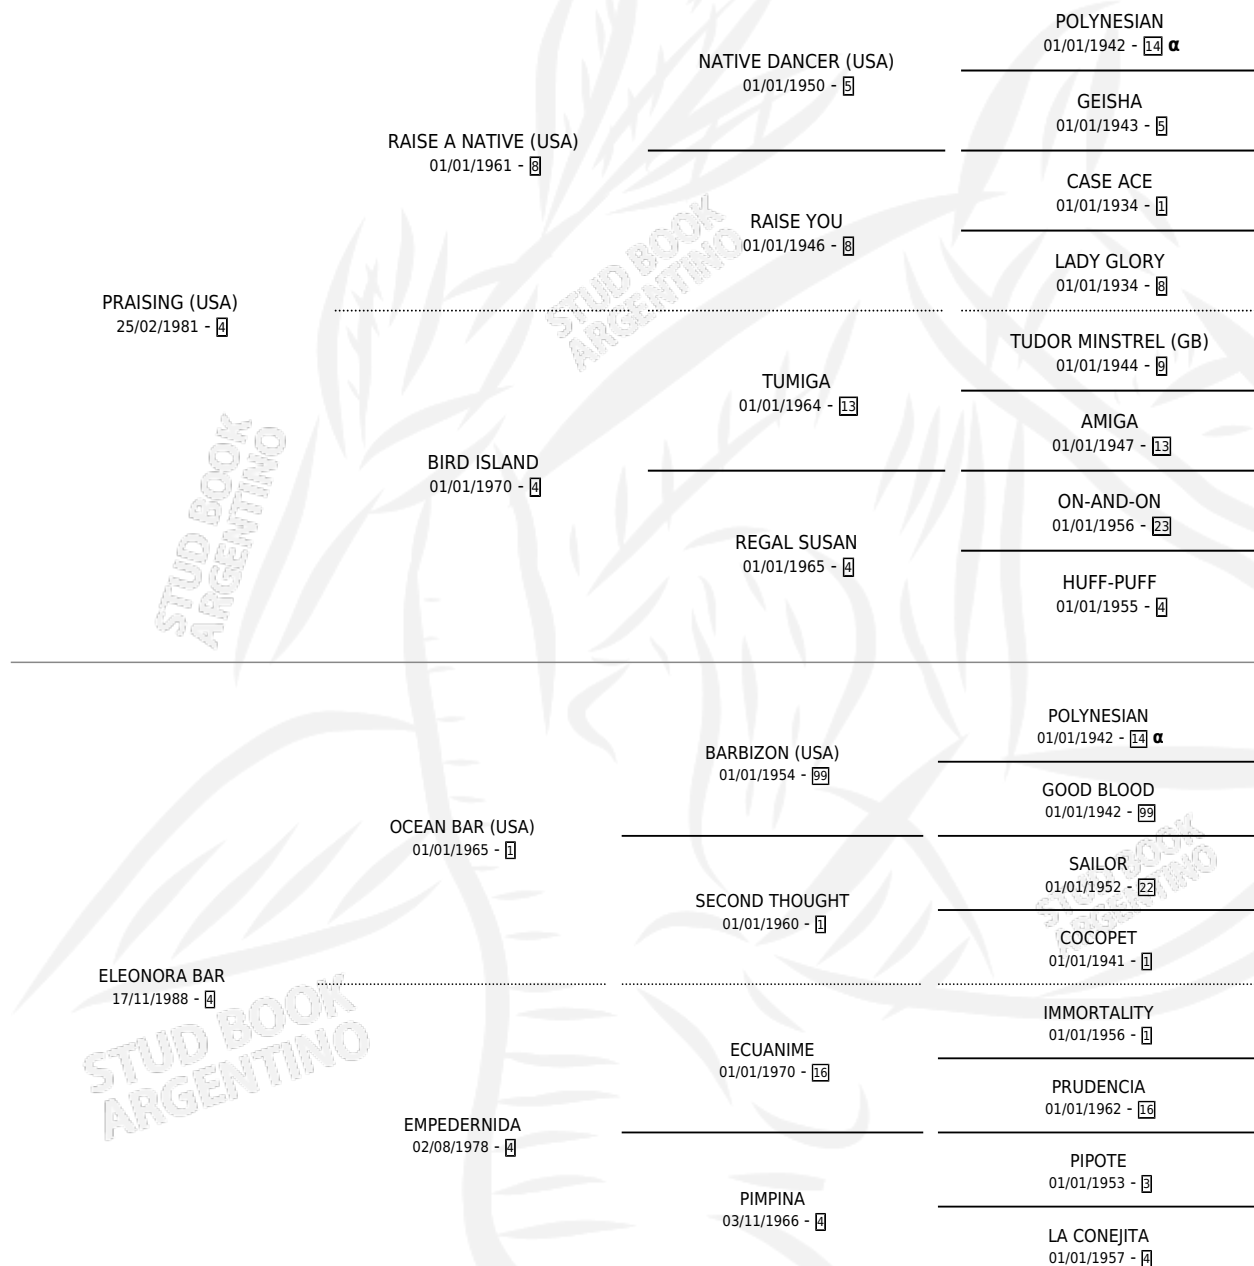 POLYNESIAN
01/01/1942 - 14 α
NATIVE DANCER (USA)
01/01/1950 - 5
GEISHA
01/01/1943 - 5
RAISE A NATIVE (USA)
01/01/1961 - 8
CASE ACE
01/01/1934 - 1
RAISE YOU
01/01/1946 - 8
LADY GLORY
01/01/1934 - 8
PRAISING (USA)
25/02/1981 - 4
TUDOR MINSTREL (GB)
01/01/1944 - 9
TUMIGA
01/01/1964 - 13
AMIGA
01/01/1947 - 13
BIRD ISLAND
01/01/1970 - 4
ON-AND-ON
01/01/1956 - 23
REGAL SUSAN
01/01/1965 - 4
HUFF-PUFF
01/01/1955 - 4
POLYNESIAN
01/01/1942 - 14 α
BARBIZON (USA)
01/01/1954 - 99
GOOD BLOOD
01/01/1942 - 99
OCEAN BAR (USA)
01/01/1965 - 1
SAILOR
01/01/1952 - 22
SECOND THOUGHT
01/01/1960 - 1
COCOPET
01/01/1941 - 1
ELEONORA BAR
17/11/1988 - 4
IMMORTALITY
01/01/1956 - 1
ECUANIME
01/01/1970 - 16
PRUDENCIA
01/01/1962 - 16
EMPEDERNIDA
02/08/1978 - 4
PIPOTE
01/01/1953 - 3
PIMPINA
03/11/1966 - 4
LA CONEJITA
01/01/1957 - 4
STUD BOOK
ARGENTINO
STUD BOOK
ARGENTINO
STUD BOOK
ARGENTINO
STUD BOOK
ARGENTINO